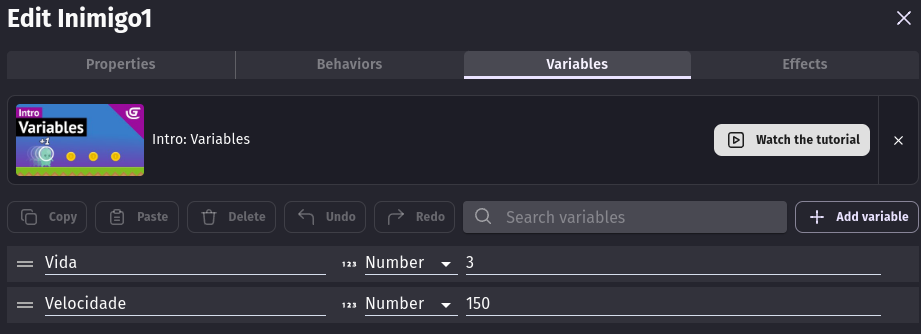 Edit Inimigo1
Properties
Behaviors
Variables
Effects
Intro
Variables
+1
Intro: Variables
Watch the tutorial
Copy
Paste
Delete
Undo
Redo
Search variables
Add variable
Vida
123
Number
3
Velocidade
123
Number
150